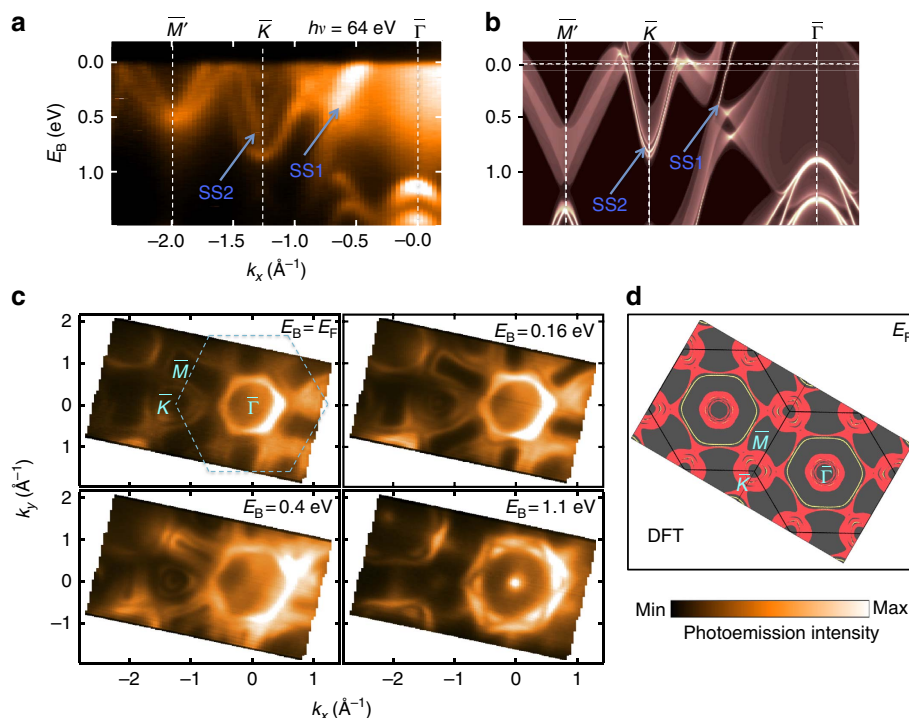 a
M̅′
K̅
hν = 64 eV
Γ̅
0.0
0.5
1.0
E_B (eV)
SS2
SS1
−2.0
−1.5
−1.0
−0.5
−0.0
k_x (Å⁻¹)
b
M̅′
K̅
Γ̅
0.0
1.0
SS1
SS2
c
2
1
0
1
E_B = E_F
M̅
K̅
Γ̅
E_B = 0.16 eV
k_y (Å⁻¹)
2
1
0
−1
E_B = 0.4 eV
E_B = 1.1 eV
−2
−1
0
1
−2
−1
0
1
k_x (Å⁻¹)
d
E_F
M̅
K̅
Γ̅
DFT
Min
Max
Photoemission intensity